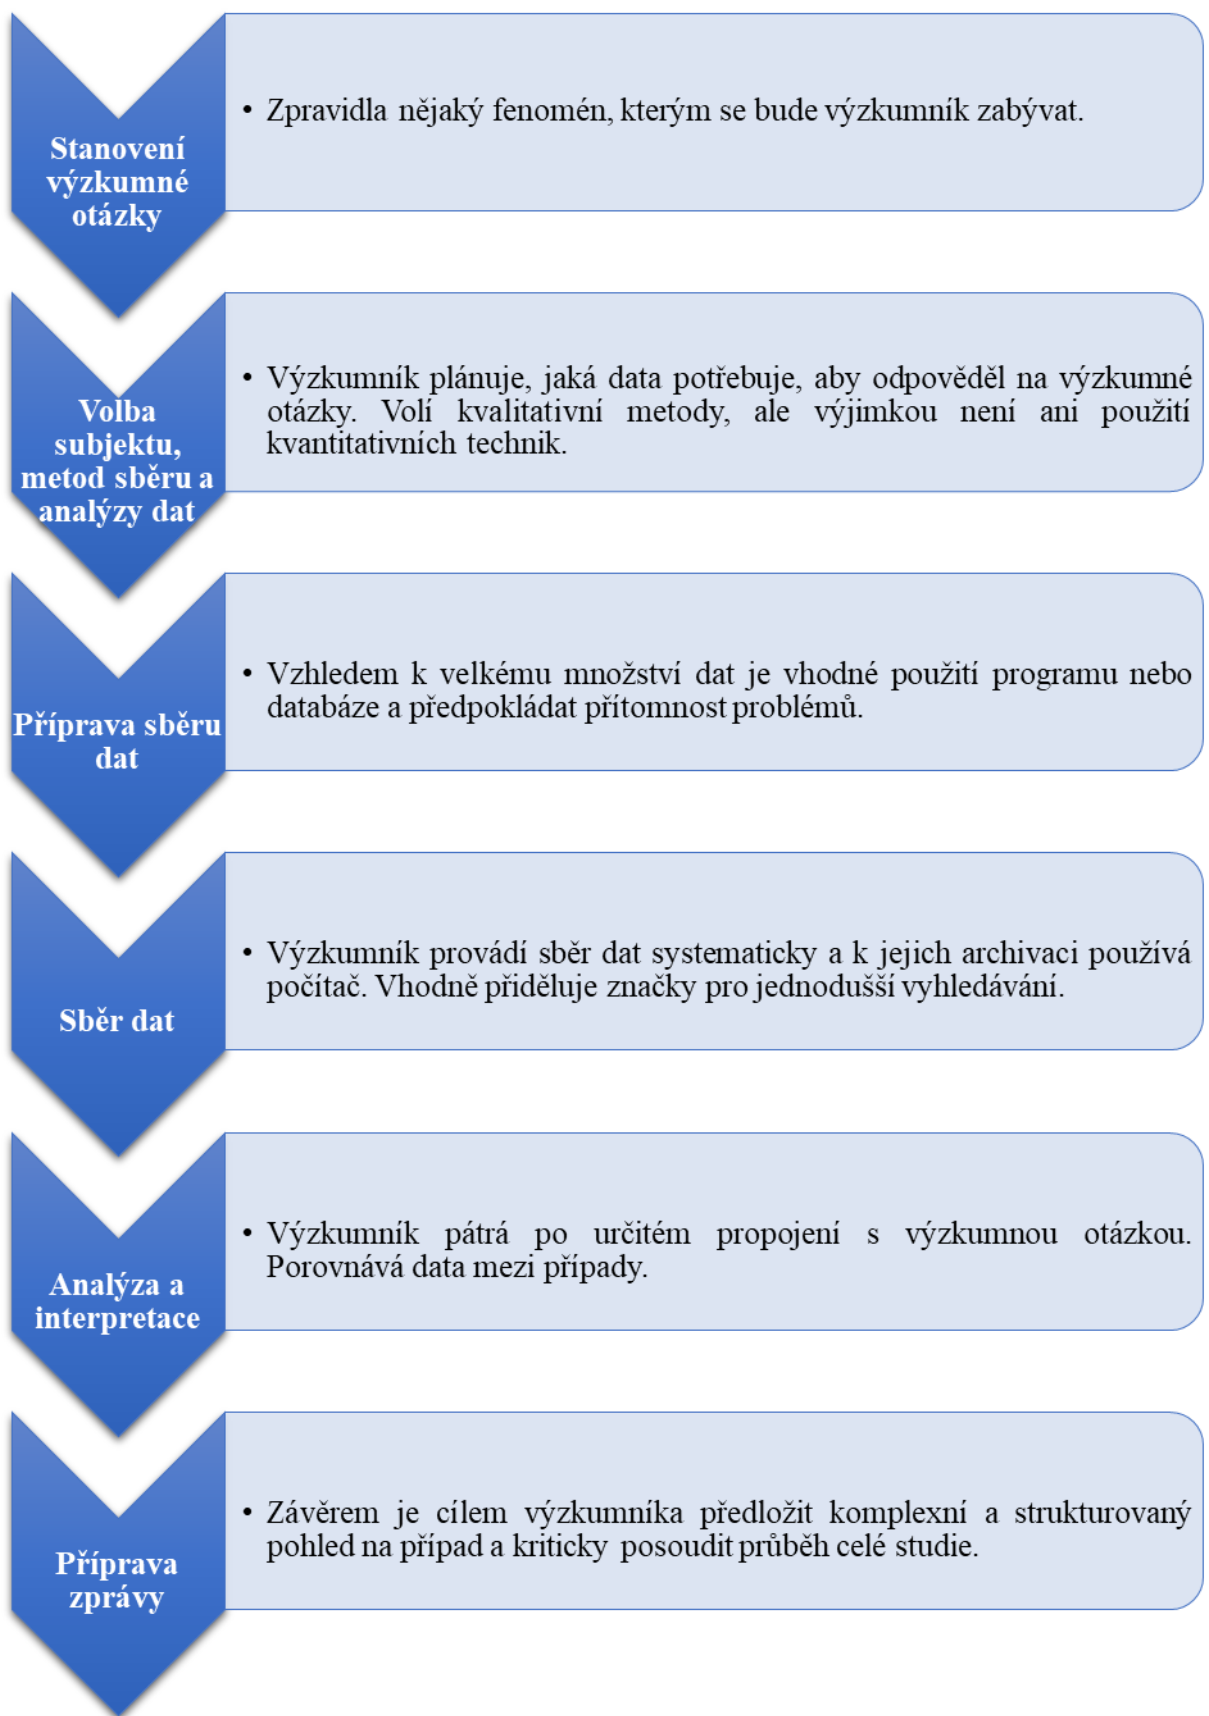 Stanovení
výzkumné
otázky
• Zpravidla nějaký fenomén, kterým se bude výzkumník zabývat.
Volba
subjektu,
metod sběru a
analýzy dat
• Výzkumník plánuje, jaká data potřebuje, aby odpověděl na výzkumné
otázky. Volí kvalitativní metody, ale výjimkou není ani použití
kvantitativních technik.
Příprava sběru
dat
• Vzhledem k velkému množství dat je vhodné použití programu nebo
databáze a předpokládat přítomnost problémů.
Sběr dat
• Výzkumník provádí sběr dat systematicky a k jejich archivaci používá
počítač. Vhodně přiděluje značky pro jednodušší vyhledávání.
Analýza a
interpretace
• Výzkumník pátrá po určitém propojení s výzkumnou otázkou.
Porovnává data mezi případy.
Příprava
zprávy
• Závěrem je cílem výzkumníka předložit komplexní a strukturovaný
pohled na případ a kriticky posoudit průběh celé studie.